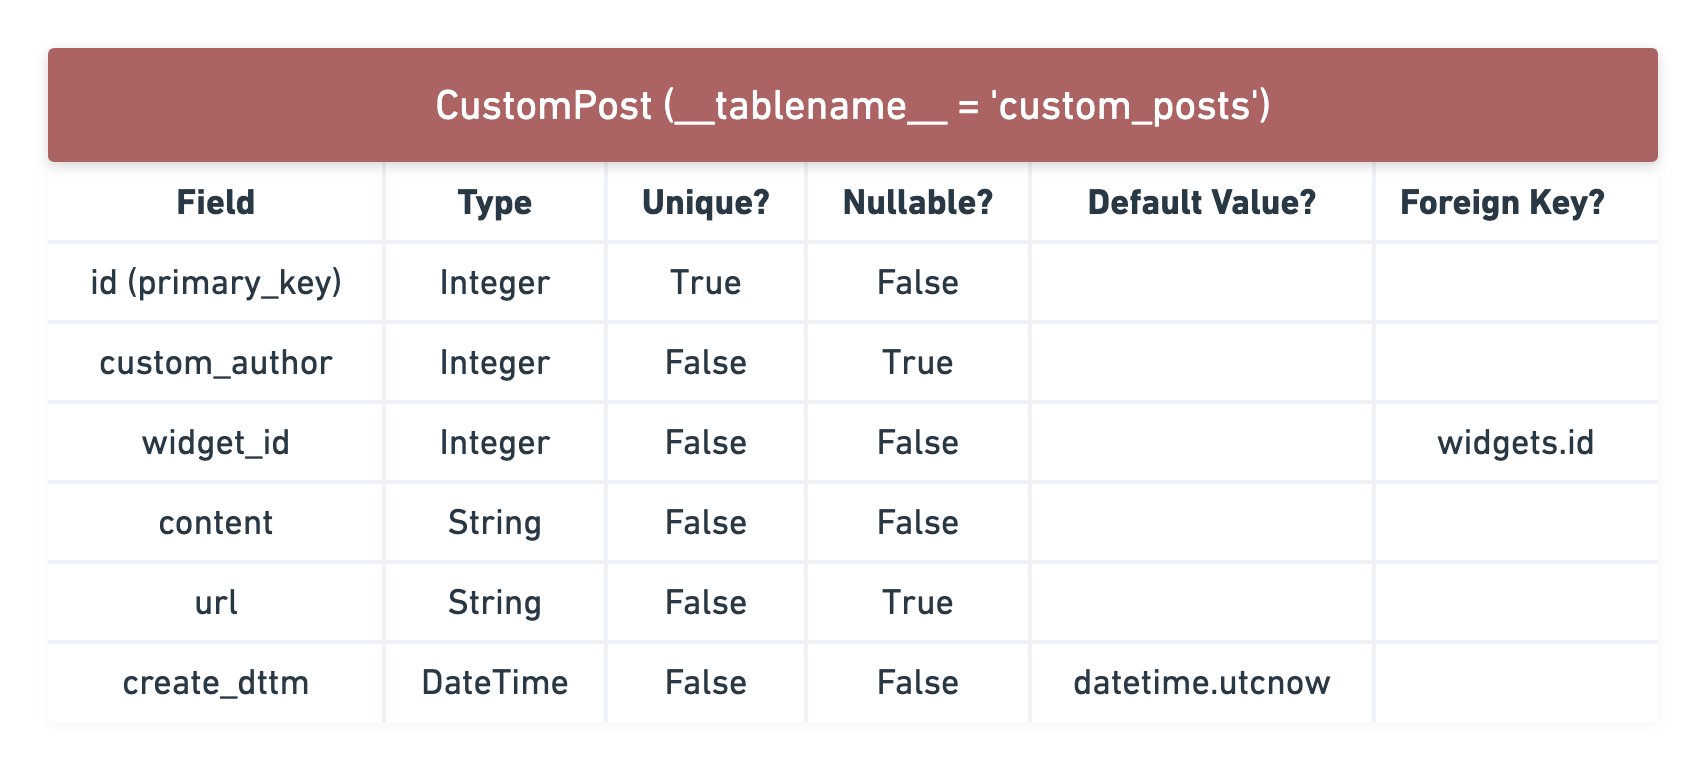 CustomPost (__tablename__ = 'custom_posts')
Field Type Unique? Nullable? Default Value? Foreign Key?
id (primary_key) Integer True False
custom_author Integer False True
widget_id Integer False False widgets.id
content String False False
url String False True
create_dttm DateTime False False datetime.utcnow